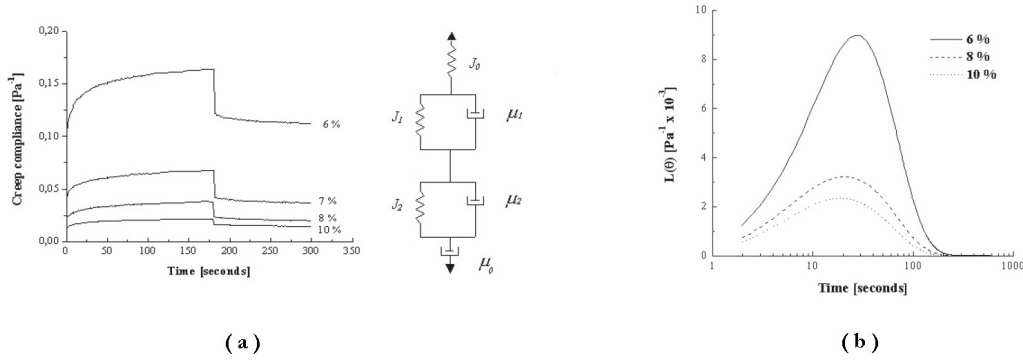 Creep compliance [Pa-1]
0,20
0,15
0,10
0,05
0,00
6 %
7 %
8 %
10 %
0 50 100 150 200 250 300 350
Time [seconds]
J0
J1
μ1
J2
μ2
μ0
( a )
L(θ) [Pa-1 x 10-3]
10
8
6
4
2
0
6 %
8 %
10 %
1 10 100 1000
Time [seconds]
( b )